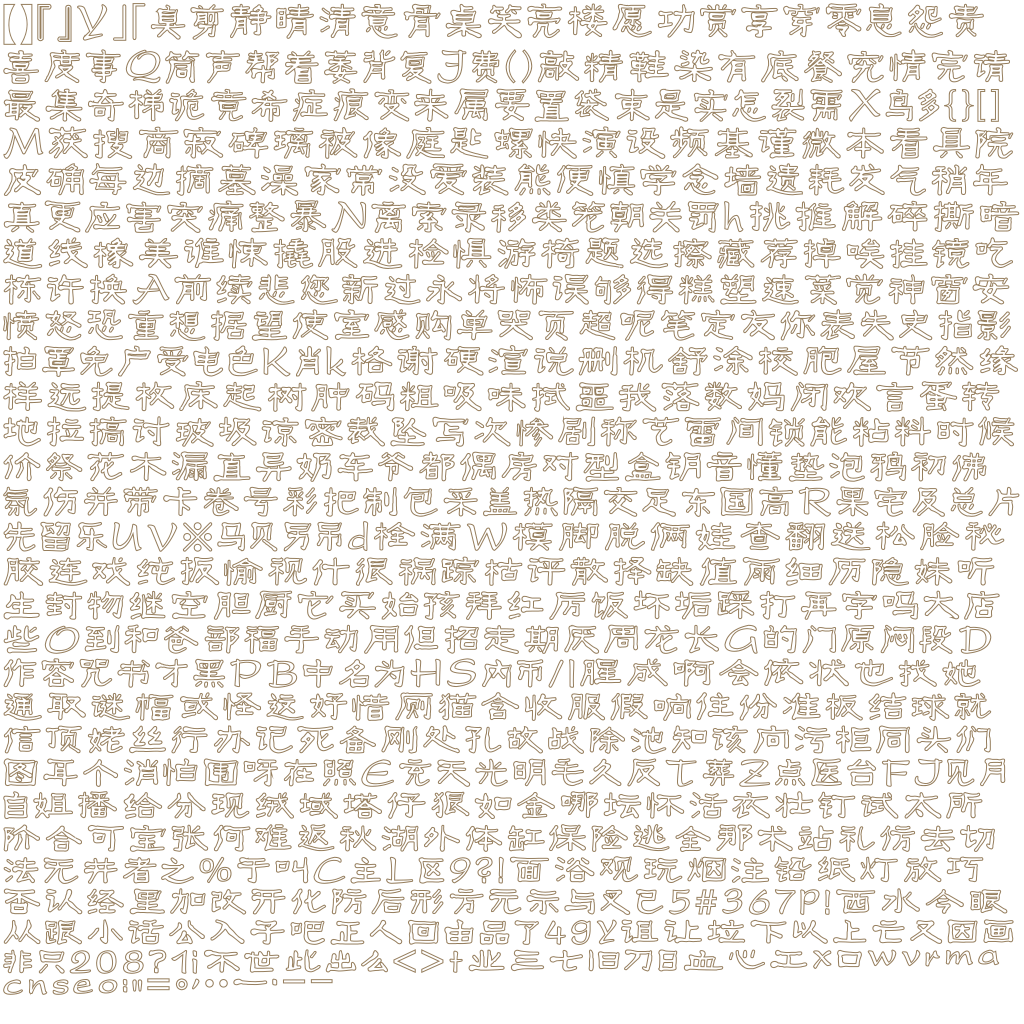 ()『』Y』『真剪静晴清意骨桌笑亮楼愿功赏享穿零息怨贵
喜度事Q简声帮着萎背复J费()敲精鞋染有底餐究情完请
最集奇梯诡竟希症痕变来属要置袋束是实怎裂需X鸟多{}[]
M获搜商寂碑璃被像庭匙螺快演设频基谨微本看具院
皮确每边摘墓澡家常没爱装熊便慎学念墙遗耗发气稍年
真更应害突痛整暴N离索录移类笼朝关罚h挑推解碎撕暗
道线橡美谁悚撬股进检惧游椅题选擦藏荐掉唉挂镜吃
栋许换A前续悲您新过永将怖误够得糕塑速菜觉神窗安
愤怒恐重想据望使室感购单哭页超呢笔定友你表失史指影
拍罩免户受电色K肖k格谢硬渲说删机舒涂校胞屋节然缘
样远提枚床起树肿码粗吸味拭噩我落数妈闭欢言蛋转
地拉搞讨玻圾谅密裁坠写次惨剧称艺雷间锁能粘料时候
价祭花木漏直异奶车爷都偶房对型盒钥音懂垫泡鸦初佛
氛伤并带卡卷号彩把制包采盖热隔交足东国高R果宅及总片
先留乐UV※马贝另吊d栓满W模脚脱俩娃查翻送松脸秘
胶连戏纯扳愉视什很祸踪枯评散择缺值雨细历隐妹听
生封物继空胆厨它买始孩拜红厉饭坏垢踩打再字吗大店
些O到和爸部福手动用但招走期厌周龙长G的门原闷段D
作容咒书才黑PB中名为HS内币/|腥成啊会依状也找她
通取谜幅或怪这好惜厕猫含收服假响住份准板结球就
信顶姥丝行办记死备刚处孔故战除池知该向污柜同头们
图耳个消怕围呀在照E充天光明毛久反T葬Z点医台FJ见月
自姐播给分现绒域塔仔狠如金哪坛怀活衣壮钉试太所
阶合可宝张何难返秋湖外体缸保险逃全那术站礼仿去切
法无井者之%于叫C主L区9?!面浴观玩烟注铅纸灯放巧
否认经里加改开化防后形方元示与叉已5#367P!西水今眼
从跟小话公入子吧正人回由品了49Y诅让垃下以上亡又因画
非只208?1i不世此出么<>t业三七旧刀日血心工x口wvrma
cnseo:"=°'··—·——